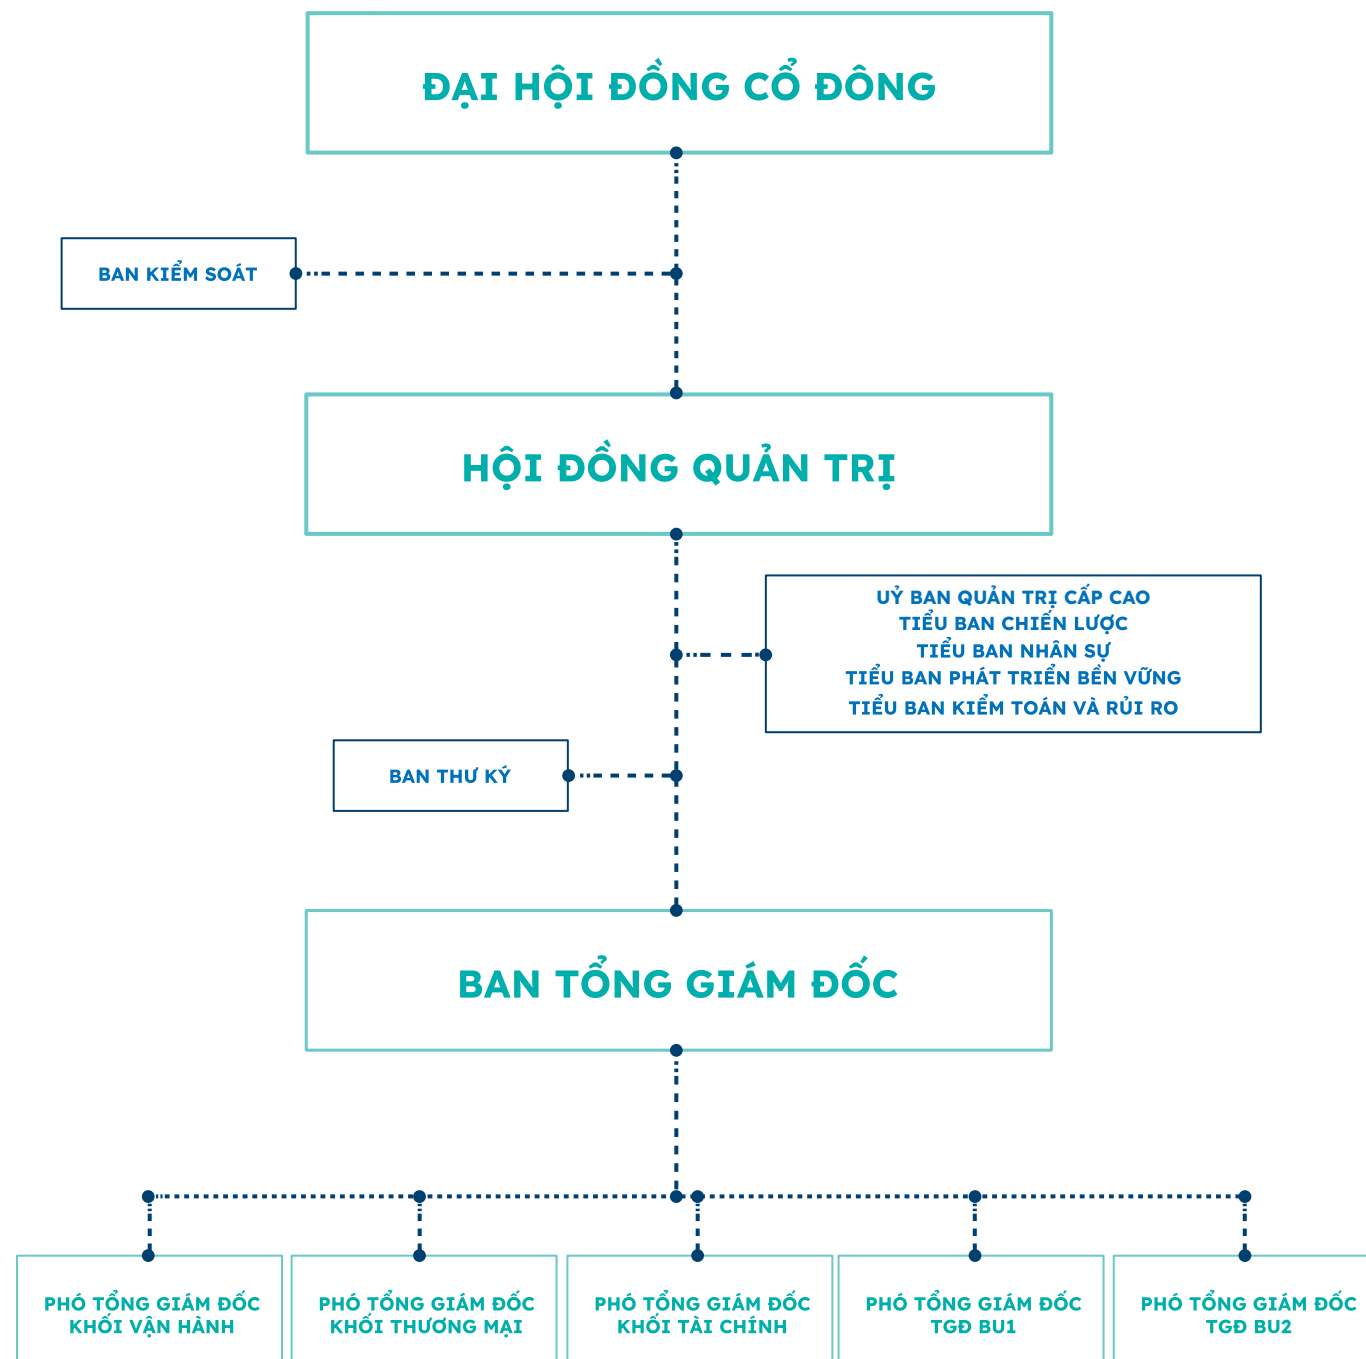 ĐẠI HỘI ĐỒNG CỔ ĐÔNG
BAN KIỂM SOÁT
HỘI ĐỒNG QUẢN TRỊ
UỶ BAN QUẢN TRỊ CẤP CAO
TIỂU BAN CHIẾN LƯỢC
TIỂU BAN NHÂN SỰ
TIỂU BAN PHÁT TRIỂN BỀN VỮNG
TIỂU BAN KIỂM TOÁN VÀ RỦI RO
BAN THƯ KÝ
BAN TỔNG GIÁM ĐỐC
PHÓ TỔNG GIÁM ĐỐC
KHỐI VẬN HÀNH
PHÓ TỔNG GIÁM ĐỐC
KHỐI THƯƠNG MẠI
PHÓ TỔNG GIÁM ĐỐC
KHỐI TÀI CHÍNH
PHÓ TỔNG GIÁM ĐỐC
TGĐ BU1
PHÓ TỔNG GIÁM ĐỐC
TGĐ BU2